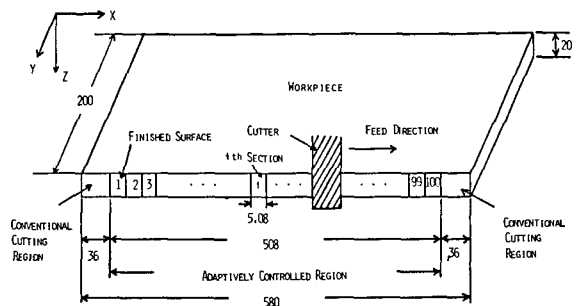 X
Y
Z
20
200
WORKPIECE
CUTTER
FEED DIRECTION
FINISHED SURFACE
ith SECTION
1 2 3 . . . i . . . . . . 99 100
5.08
CONVENTIONAL
CUTTING
REGION
CONVENTIONAL
CUTTING
REGION
36
508
36
ADAPTIVELY CONTROLLED REGION
580